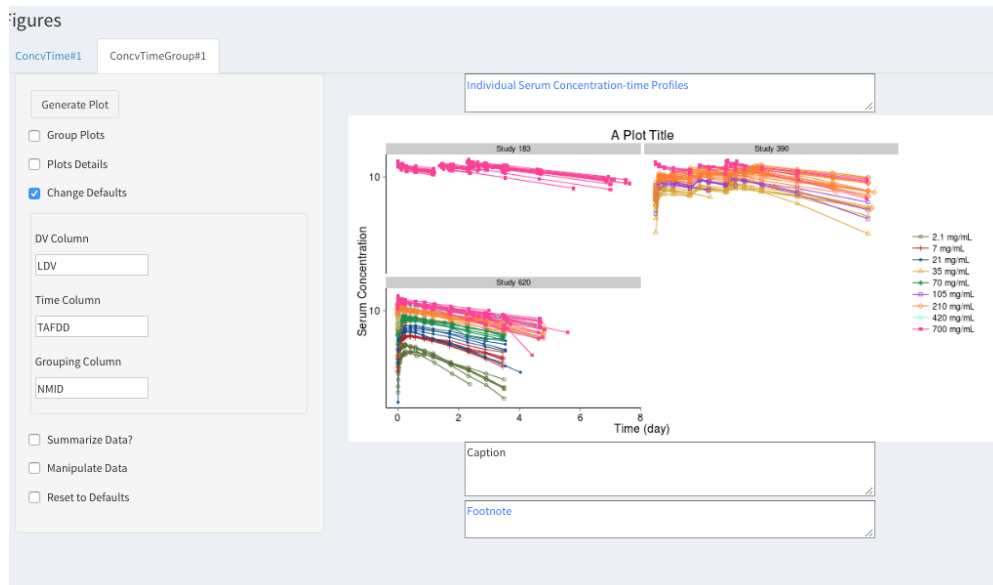 Figures
ConcvTime#1
ConcvTimeGroup#1
Generate Plot
Group Plots
Plots Details
Change Defaults
DV Column
LDV
Time Column
TAFDD
Grouping Column
NMID
Summarize Data?
Manipulate Data
Reset to Defaults
Individual Serum Concentration-time Profiles
A Plot Title
Study 183
Study 390
10
Study 620
10
Serum Concentration
0 2 4 6 8
Time (day)
2.1 mg/mL
7 mg/mL
21 mg/mL
35 mg/mL
70 mg/mL
105 mg/mL
210 mg/mL
420 mg/mL
700 mg/mL
Caption
Footnote